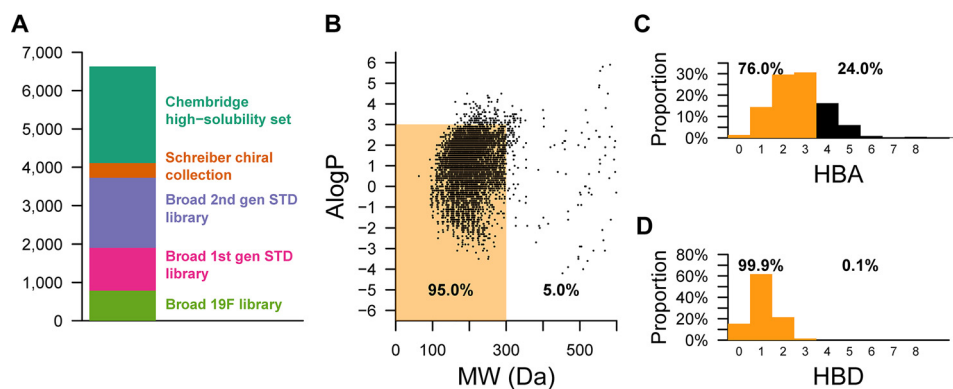 A
7,000
6,000
5,000
4,000
3,000
2,000
1,000
0
Chembridge
high−solubility set
Schreiber chiral
collection
Broad 2nd gen STD
library
Broad 1st gen STD
library
Broad 19F library
B
AlogP
6
5
4
3
2
1
0
−1
−2
−3
−4
−5
−6
95.0%
5.0%
0
100
300
500
MW (Da)
C
Proportion
30%
20%
10%
0%
76.0%
24.0%
0 1 2 3 4 5 6 7 8
HBA
D
Proportion
80%
60%
40%
20%
0%
99.9%
0.1%
0 1 2 3 4 5 6 7 8
HBD